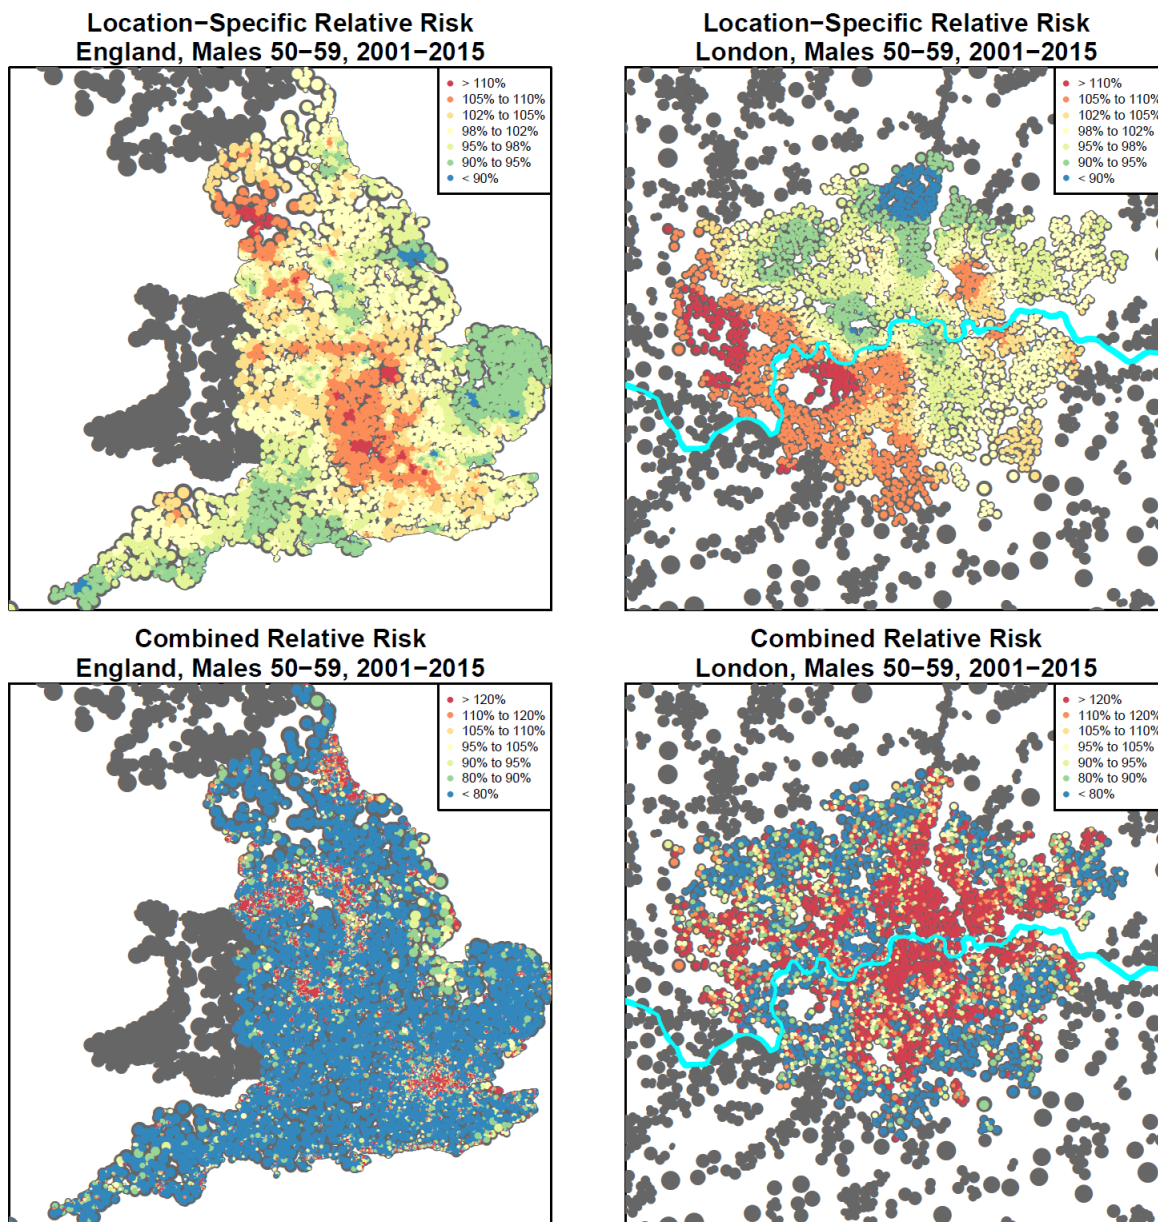 Location−Specific Relative Risk
England, Males 50−59, 2001−2015
> 110%
105% to 110%
102% to 105%
98% to 102%
95% to 98%
90% to 95%
< 90%
Location−Specific Relative Risk
London, Males 50−59, 2001−2015
> 110%
105% to 110%
102% to 105%
98% to 102%
95% to 98%
90% to 95%
< 90%
Combined Relative Risk
England, Males 50−59, 2001−2015
> 120%
110% to 120%
105% to 110%
95% to 105%
90% to 95%
80% to 90%
< 80%
Combined Relative Risk
London, Males 50−59, 2001−2015
> 120%
110% to 120%
105% to 110%
95% to 105%
90% to 95%
80% to 90%
< 80%